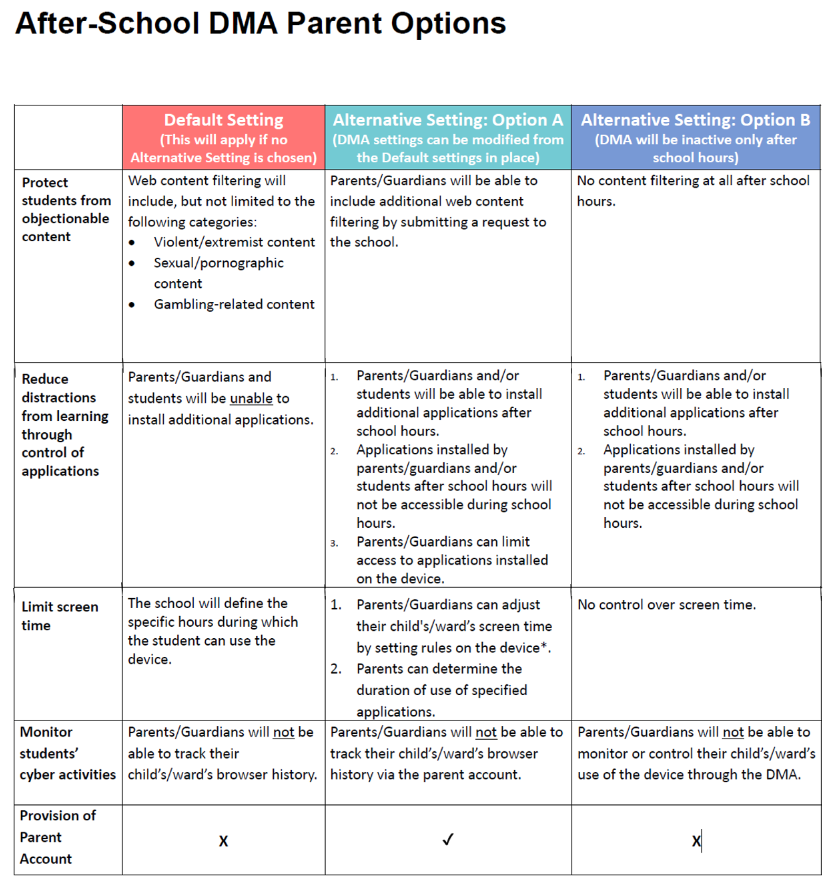 After-School DMA Parent Options
Default Setting
(This will apply if no
Alternative Setting is chosen)
Alternative Setting: Option A
(DMA settings can be modified from
the Default settings in place)
Alternative Setting: Option B
(DMA will be inactive only after
school hours)
Protect
students from
objectionable
content
Web content filtering will
include, but not limited to the
following categories:
• Violent/extremist content
• Sexual/pornographic
content
• Gambling-related content
Parents/Guardians will be able to
include additional web content
filtering by submitting a request to
the school.
No content filtering at all after school
hours.
Reduce
distractions
from learning
through
control of
applications
Parents/Guardians and
students will be unable to
install additional applications.
1. Parents/Guardians and/or
students will be able to install
additional applications after
school hours.
2. Applications installed by
parents/guardians and/or
students after school hours will
not be accessible during school
hours.
3. Parents/Guardians can limit
access to applications installed
on the device.
1. Parents/Guardians and/or
students will be able to install
additional applications after
school hours.
2. Applications installed by
parents/guardians and/or
students after school hours will
not be accessible during school
hours.
Limit screen
time
The school will define the
specific hours during which
the student can use the
device.
1. Parents/Guardians can adjust
their child's/ward’s screen time
by setting rules on the device*.
2. Parents can determine the
duration of use of specified
applications.
No control over screen time.
Monitor
students’
cyber activities
Parents/Guardians will not be
able to track their
child’s/ward’s browser history.
Parents/Guardians will not be able to
track their child’s/ward’s browser
history via the parent account.
Parents/Guardians will not be able to
monitor or control their child’s/ward’s
use of the device through the DMA.
Provision of
Parent
Account
X
✓
X